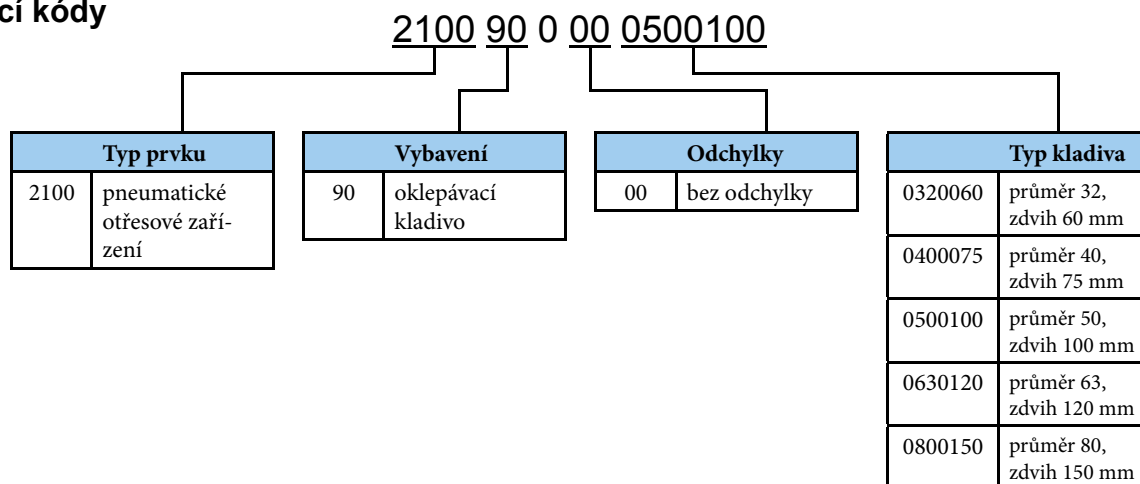 cí kódy
2100 90 0 00 0500100
Typ prvku
2100 pneumatické
otřesové zaří-
zení
Vybavení
90 oklepávací
kladivo
Odchylky
00 bez odchylky
Typ kladiva
0320060 průměr 32,
zdvih 60 mm
0400075 průměr 40,
zdvih 75 mm
0500100 průměr 50,
zdvih 100 mm
0630120 průměr 63,
zdvih 120 mm
0800150 průměr 80,
zdvih 150 mm